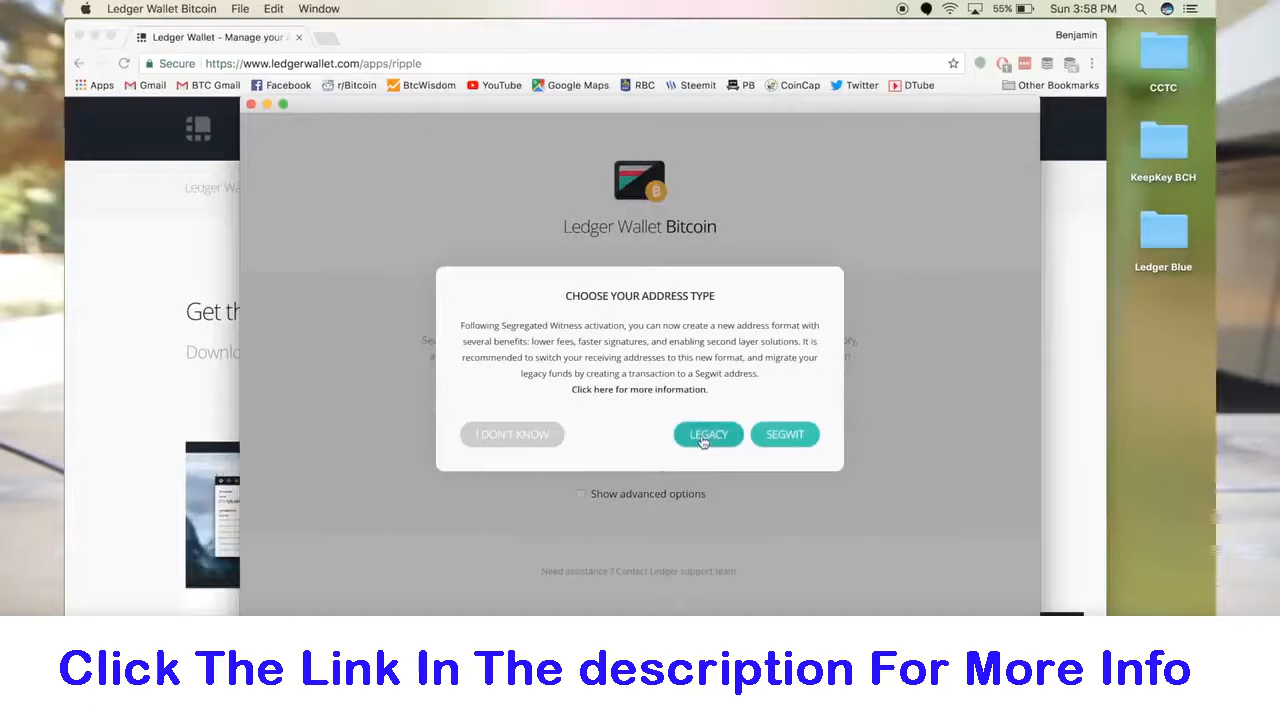 Ledger Wallet Bitcoin File Edit Window 55% Sun 3:58 PM
Ledger Wallet - Manage your Benjamin
Secure https://www.ledgerwallet.com/apps/ripple
Apps Gmail BTC Gmail Facebook r/Bitcoin BtcWisdom YouTube Google Maps RBC Steemit PB CoinCap Twitter DTube Other Bookmarks
CCTC
KeepKey BCH
Ledger Blue
Ledger Wa
Ledger Wallet Bitcoin
Get th
Downlo
CHOOSE YOUR ADDRESS TYPE
Following Segregated Witness activation, you can now create a new address format with
several benefits: lower fees, faster signatures, and enabling second layer solutions. It is
recommended to switch your receiving addresses to this new format, and migrate your
legacy funds by creating a transaction to a Segwit address.
Click here for more information.
I DON'T KNOW LEGACY SEGWIT
Show advanced options
Need assistance ? Contact Ledger support team
Click The Link In The description For More Info